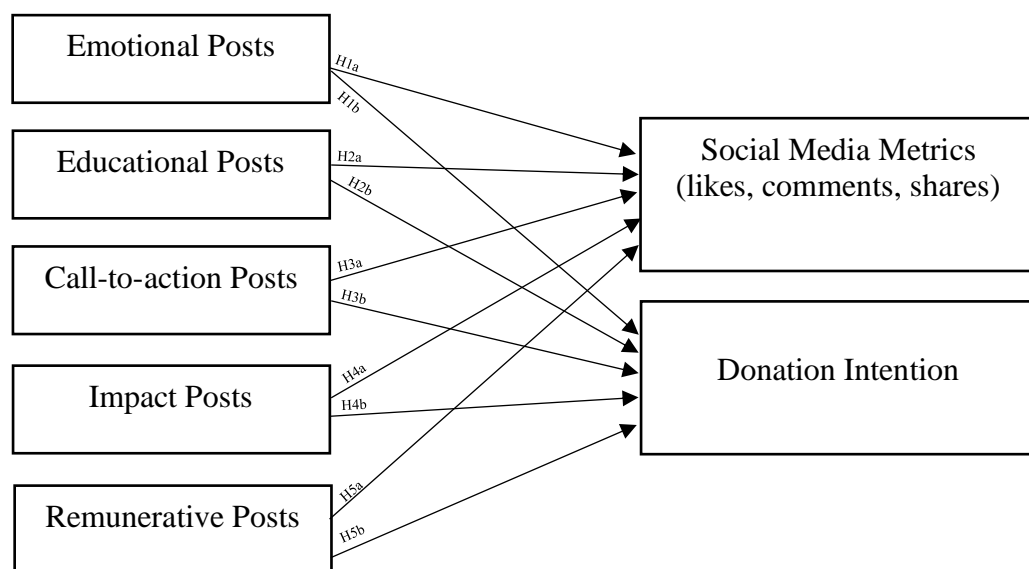 Emotional Posts
H1a
H1b
Educational Posts
H2a
H2b
Social Media Metrics
(likes, comments, shares)
Call-to-action Posts
H3a
H3b
Donation Intention
Impact Posts
H4a
H4b
Remunerative Posts
H5a
H5b